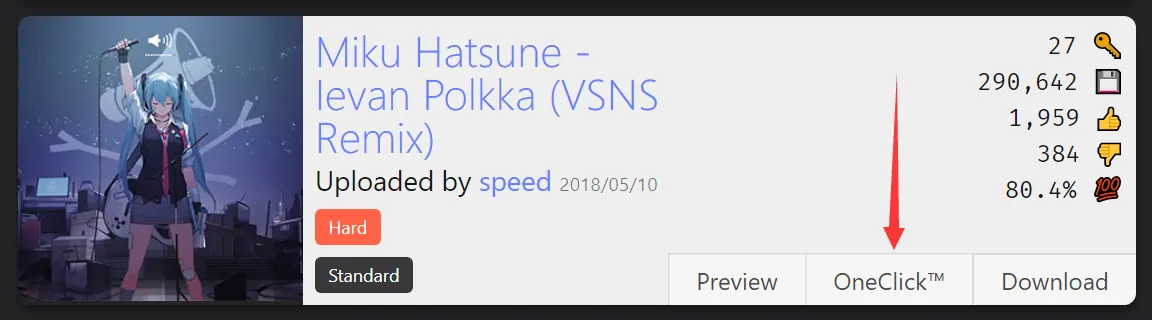 Miku Hatsune -
Ievan Polkka (VSNS
Remix)
Uploaded by speed 2018/05/10
Hard
Standard
27
290,642
1,959
384
80.4%
Preview
OneClick™
Download